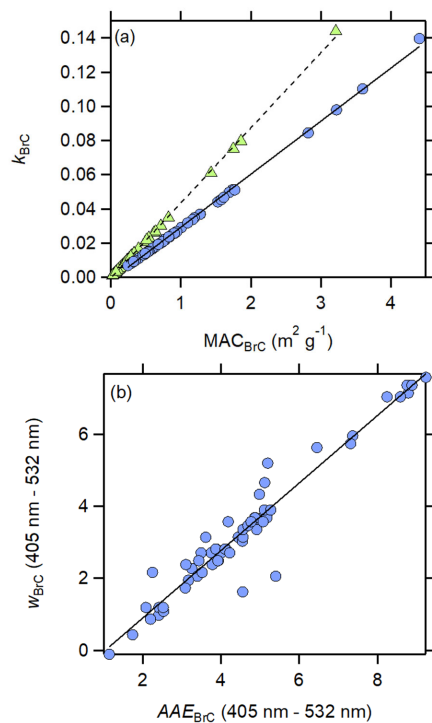 (a)
0.14
0.12
0.10
0.08
0.06
0.04
0.02
0.00
kBrC
0 1 2 3 4
MACBrC (m² g⁻¹)
(b)
6
4
2
0
wBrC (405 nm - 532 nm)
2 4 6 8
AAEBrC (405 nm - 532 nm)